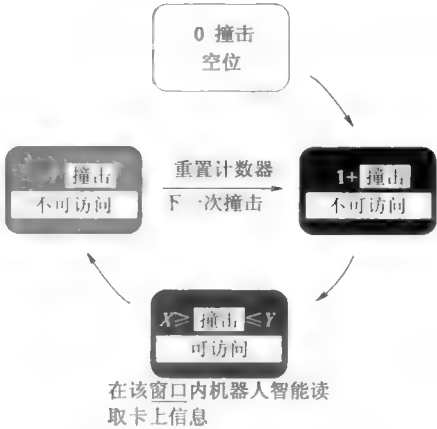 0 撞击
空位
撞击
不可访问
重置计数器
下一次撞击
1+ 撞击
不可访问
X≥ 撞击 ≤Y
可访问
在该窗口内机器人智能读
取卡上信息